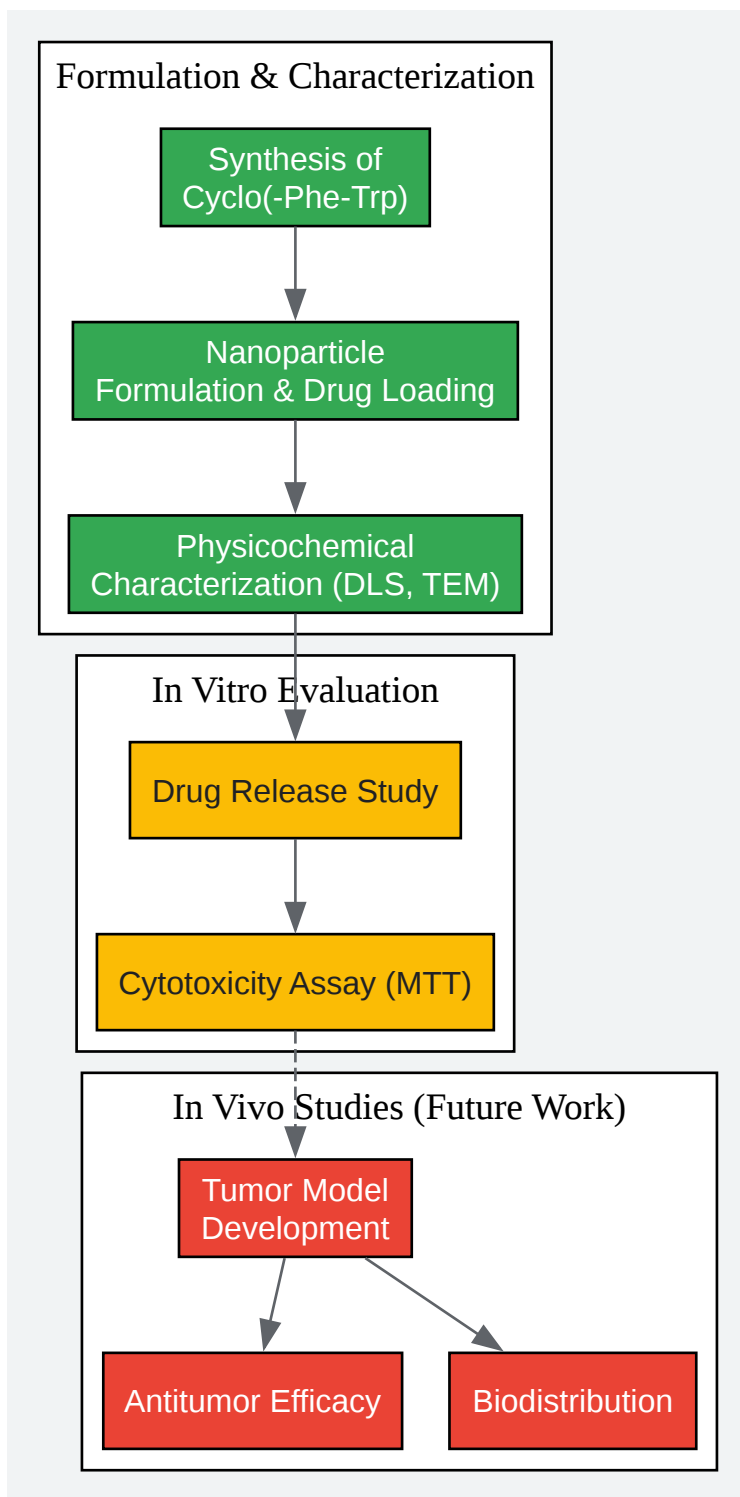 Formulation & Characterization
Synthesis of
Cyclo(-Phe-Trp)
Nanoparticle
Formulation & Drug Loading
Physicochemical
Characterization (DLS, TEM)
In Vitro Evaluation
Drug Release Study
Cytotoxicity Assay (MTT)
In Vivo Studies (Future Work)
Tumor Model
Development
Antitumor Efficacy
Biodistribution